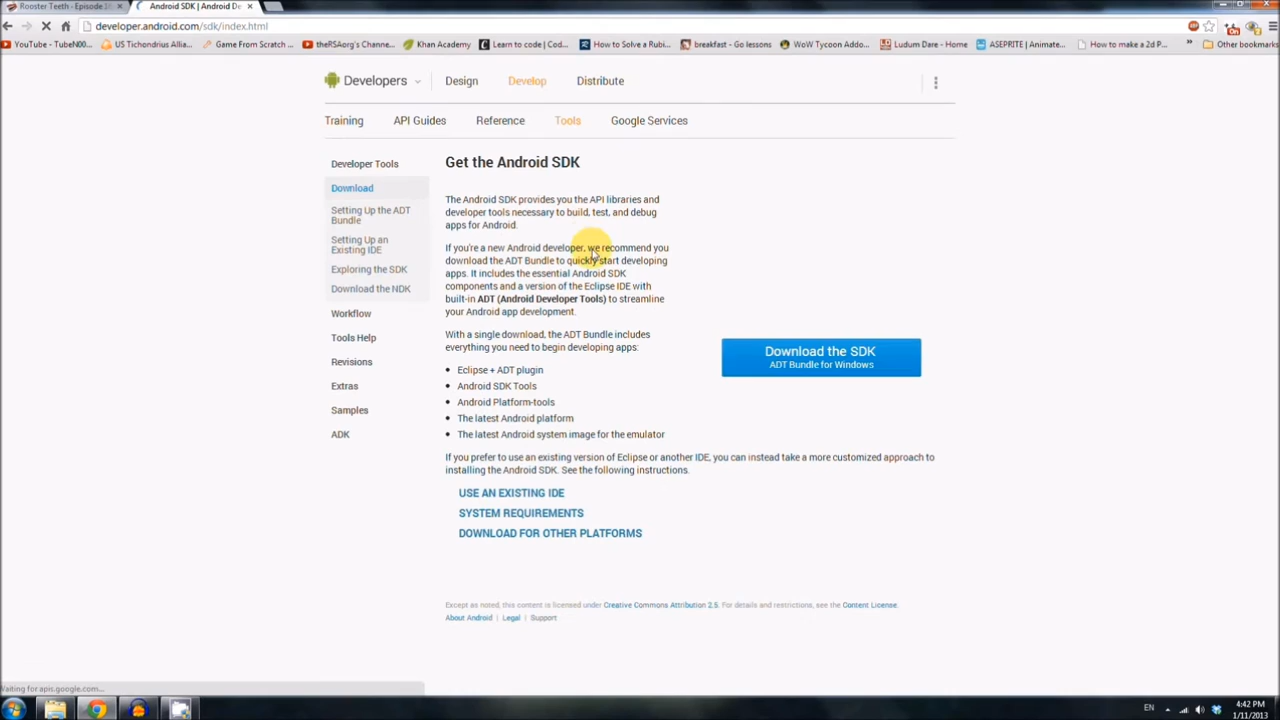 Rooster Teeth - Episode
Android SDK | Android De
developer.android.com/sdk/index.html
YouTube - TubeN00...
US Tichondrius Allia...
Game From Scratch ...
theRSAorg's Channe...
Khan Academy
Learn to code | Cod...
How to Solve a Rubi...
breakfast - Go lessons
WoW Tycoon Addo...
Ludum Dare - Home
ASEPRITE | Animate...
How to make a 2d P...
Other bookmarks
Developers
Design
Develop
Distribute
Training
API Guides
Reference
Tools
Google Services
Developer Tools
Download
Setting Up the ADT
Bundle
Setting Up an
Existing IDE
Exploring the SDK
Download the NDK
Workflow
Tools Help
Revisions
Extras
Samples
ADK
Get the Android SDK
The Android SDK provides you the API libraries and
developer tools necessary to build, test, and debug
apps for Android.
If you're a new Android developer, we recommend you
download the ADT Bundle to quickly start developing
apps. It includes the essential Android SDK
components and a version of the Eclipse IDE with
built-in ADT (Android Developer Tools) to streamline
your Android app development.
With a single download, the ADT Bundle includes
everything you need to begin developing apps:
• Eclipse + ADT plugin
• Android SDK Tools
• Android Platform-tools
• The latest Android platform
• The latest Android system image for the emulator
Download the SDK
ADT Bundle for Windows
If you prefer to use an existing version of Eclipse or another IDE, you can instead take a more customized approach to
installing the Android SDK. See the following instructions.
USE AN EXISTING IDE
SYSTEM REQUIREMENTS
DOWNLOAD FOR OTHER PLATFORMS
Except as noted, this content is licensed under Creative Commons Attribution 2.5. For details and restrictions, see the Content License.
About Android | Legal | Support
Waiting for apis.google.com...
EN
4:42 PM
1/11/2013